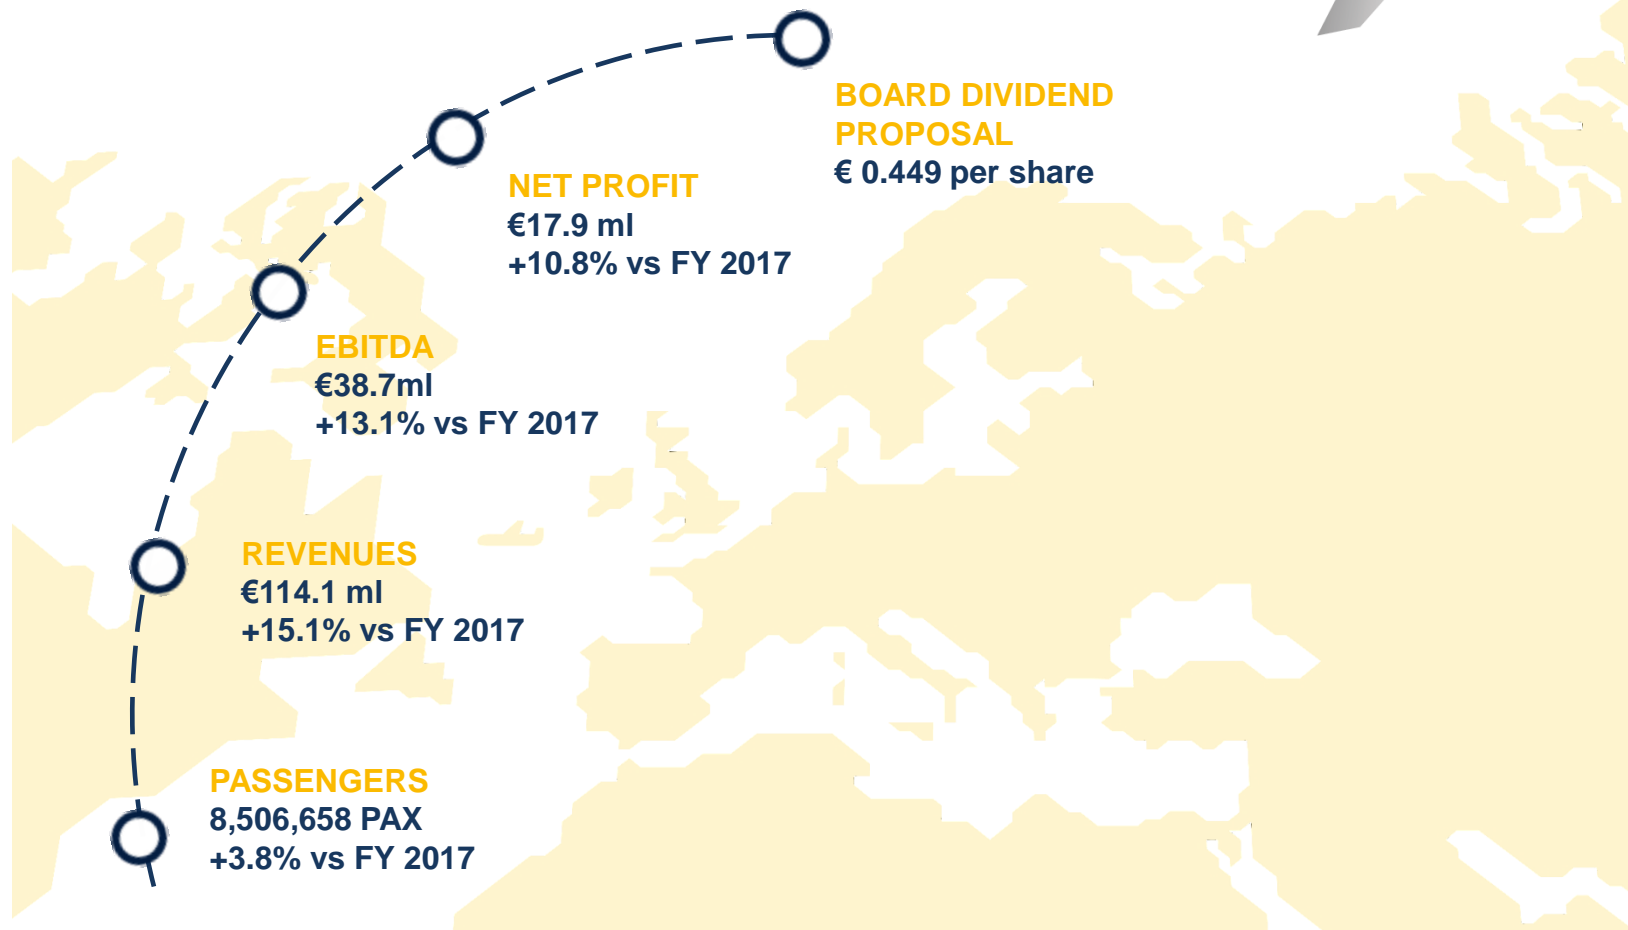 BOARD DIVIDEND
PROPOSAL
€ 0.449 per share
NET PROFIT
€17.9 ml
+10.8% vs FY 2017
EBITDA
€38.7ml
+13.1% vs FY 2017
REVENUES
€114.1 ml
+15.1% vs FY 2017
PASSENGERS
8,506,658 PAX
+3.8% vs FY 2017